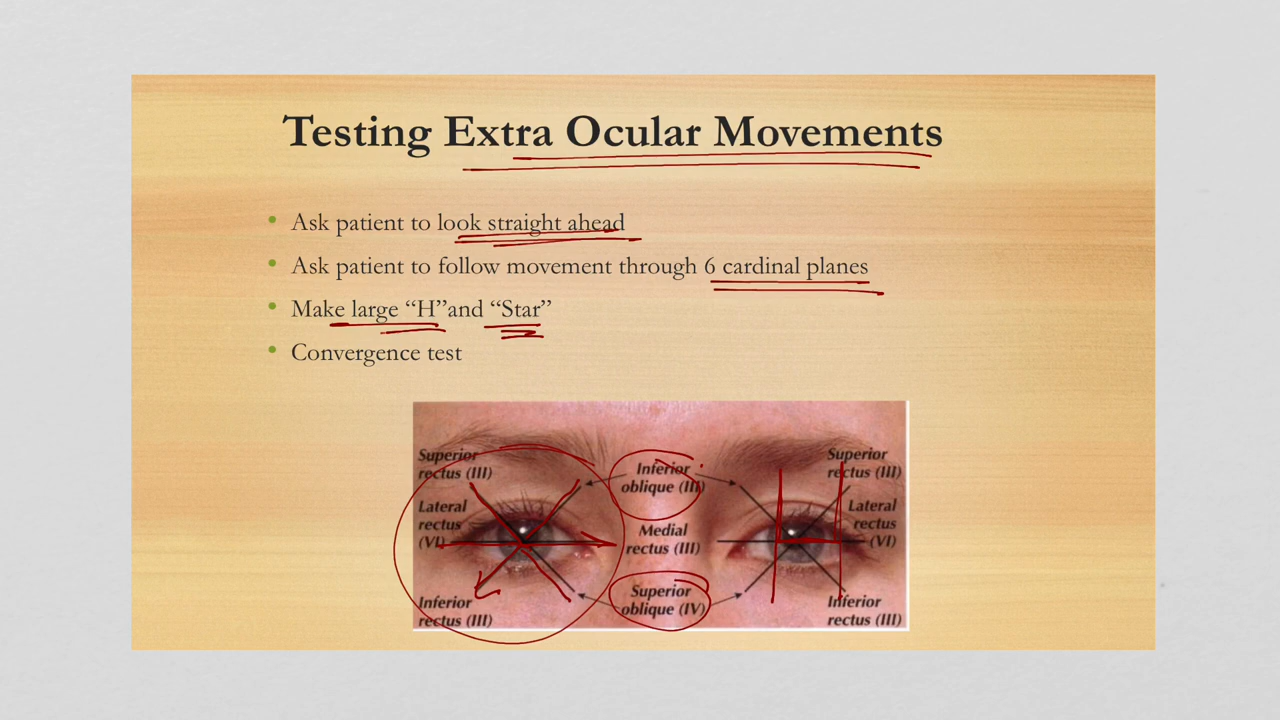 Testing Extra Ocular Movements
• Ask patient to look straight ahead
• Ask patient to follow movement through 6 cardinal planes
• Make large “H”and “Star”
• Convergence test
Superior
rectus (III)
Lateral
rectus
(VI)
Inferior
rectus (III)
Inferior
oblique (III)
Medial
rectus (III)
Superior
oblique (IV)
Superior
rectus (III)
Lateral
rectus
(VI)
Inferior
rectus (III)